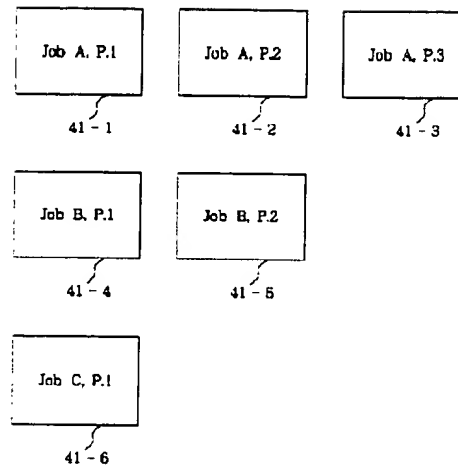 Job A, P.1
Job A, P.2
Job A, P.3
41-1
41-2
41-3
Job B, P.1
Job B, P.2
41-4
41-5
Job C, P.1
41-6